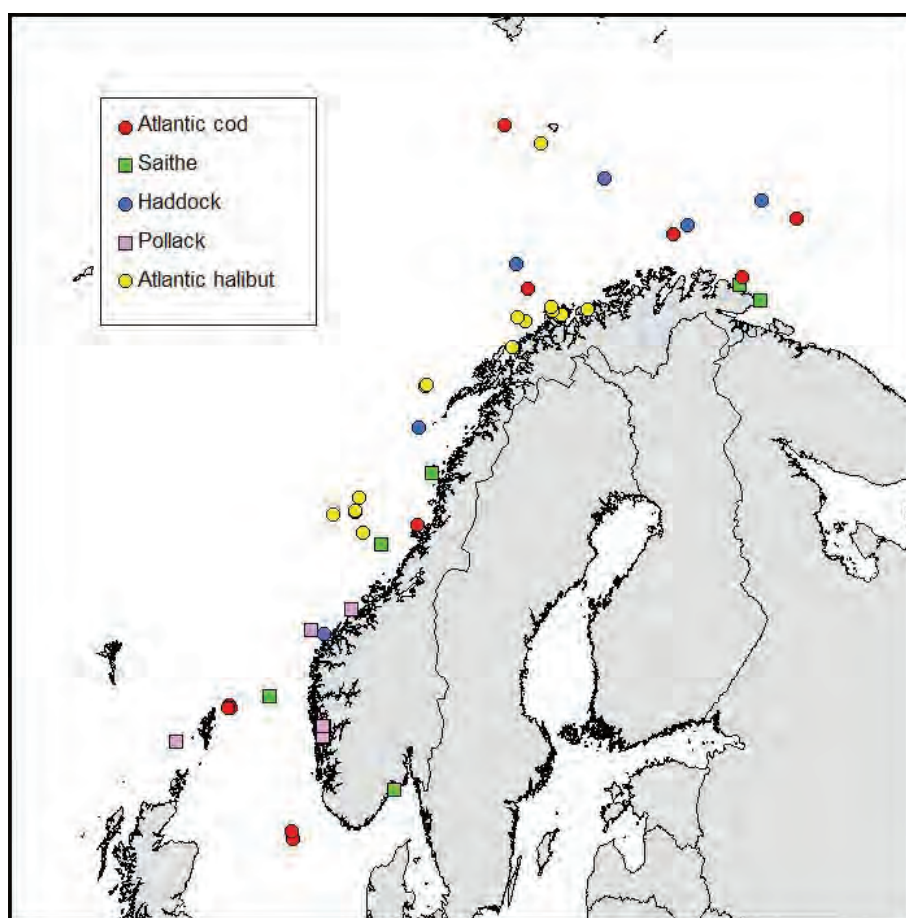 Atlantic cod
Saithe
Haddock
Pollack
Atlantic halibut